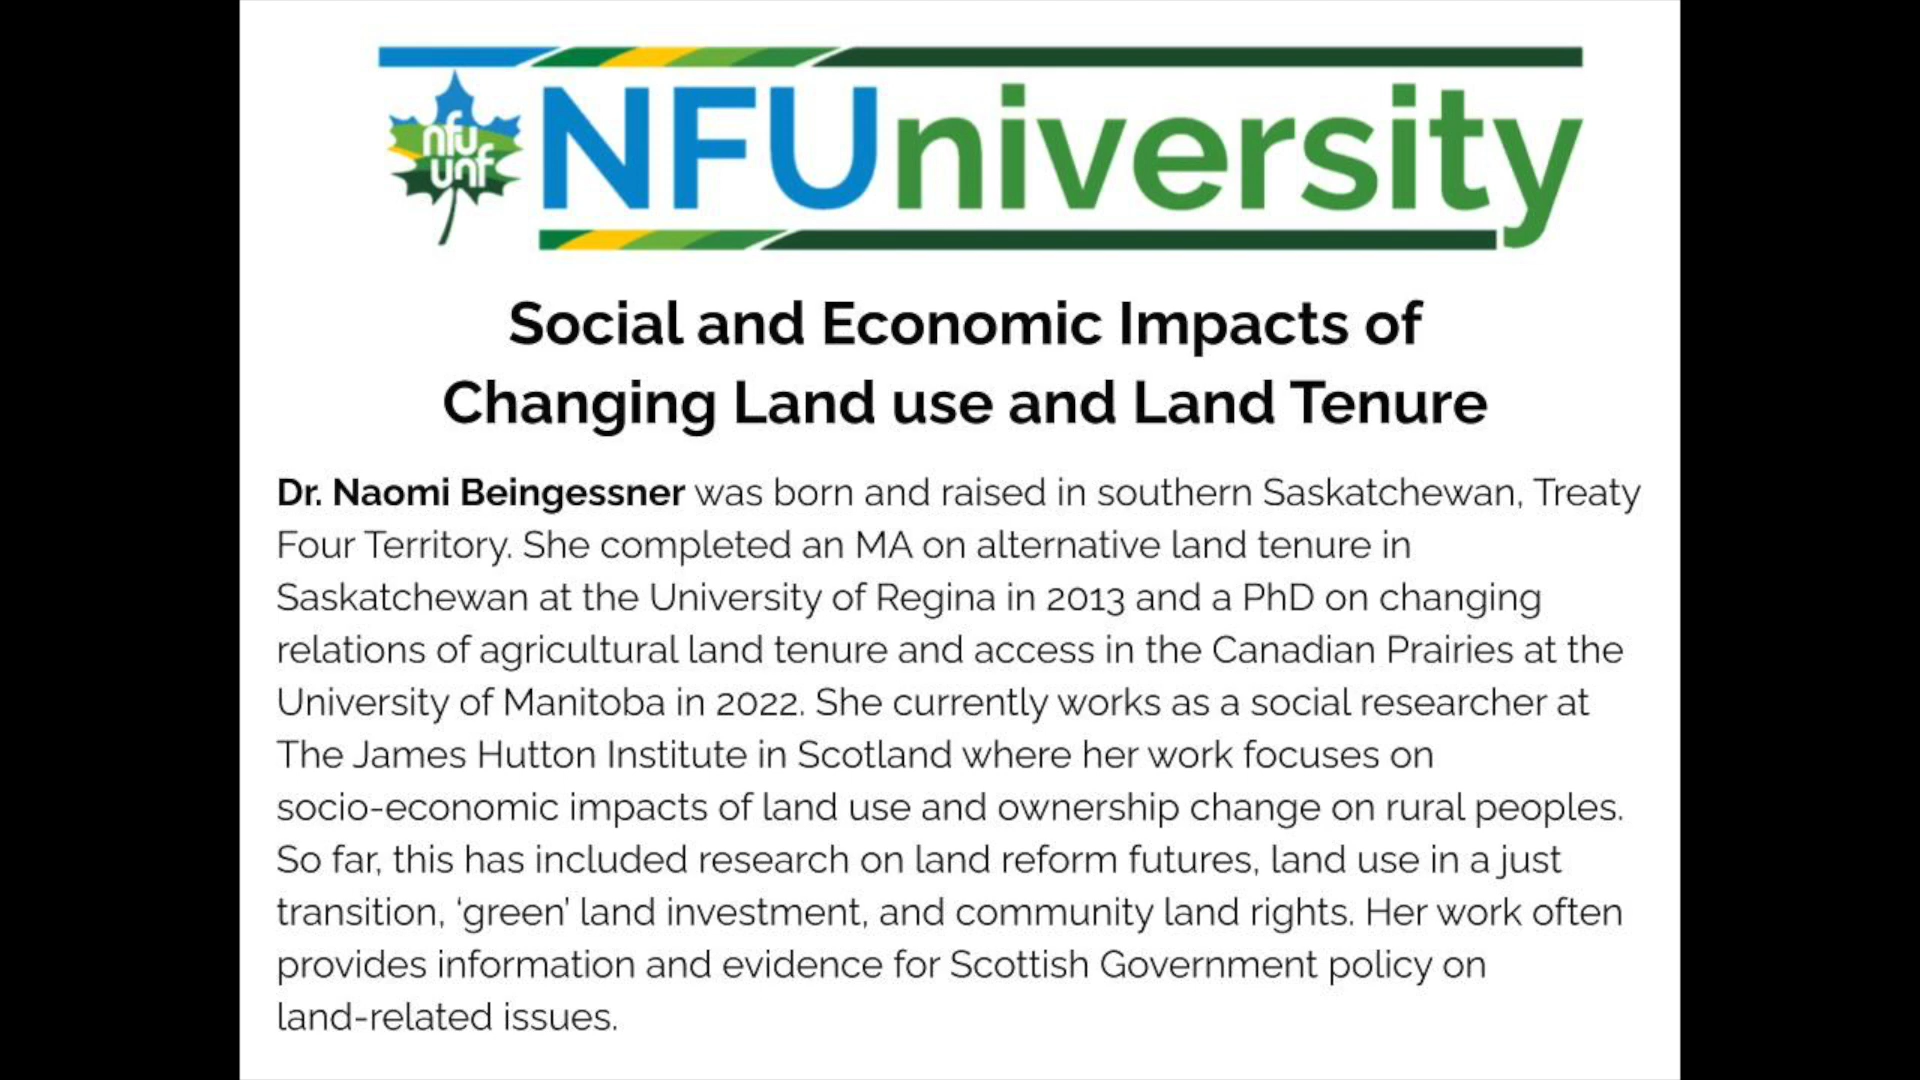 nfu
unf
NFUniversity
Social and Economic Impacts of
Changing Land use and Land Tenure
Dr. Naomi Beingessner was born and raised in southern Saskatchewan, Treaty
Four Territory. She completed an MA on alternative land tenure in
Saskatchewan at the University of Regina in 2013 and a PhD on changing
relations of agricultural land tenure and access in the Canadian Prairies at the
University of Manitoba in 2022. She currently works as a social researcher at
The James Hutton Institute in Scotland where her work focuses on
socio-economic impacts of land use and ownership change on rural peoples.
So far, this has included research on land reform futures, land use in a just
transition, ‘green’ land investment, and community land rights. Her work often
provides information and evidence for Scottish Government policy on
land-related issues.